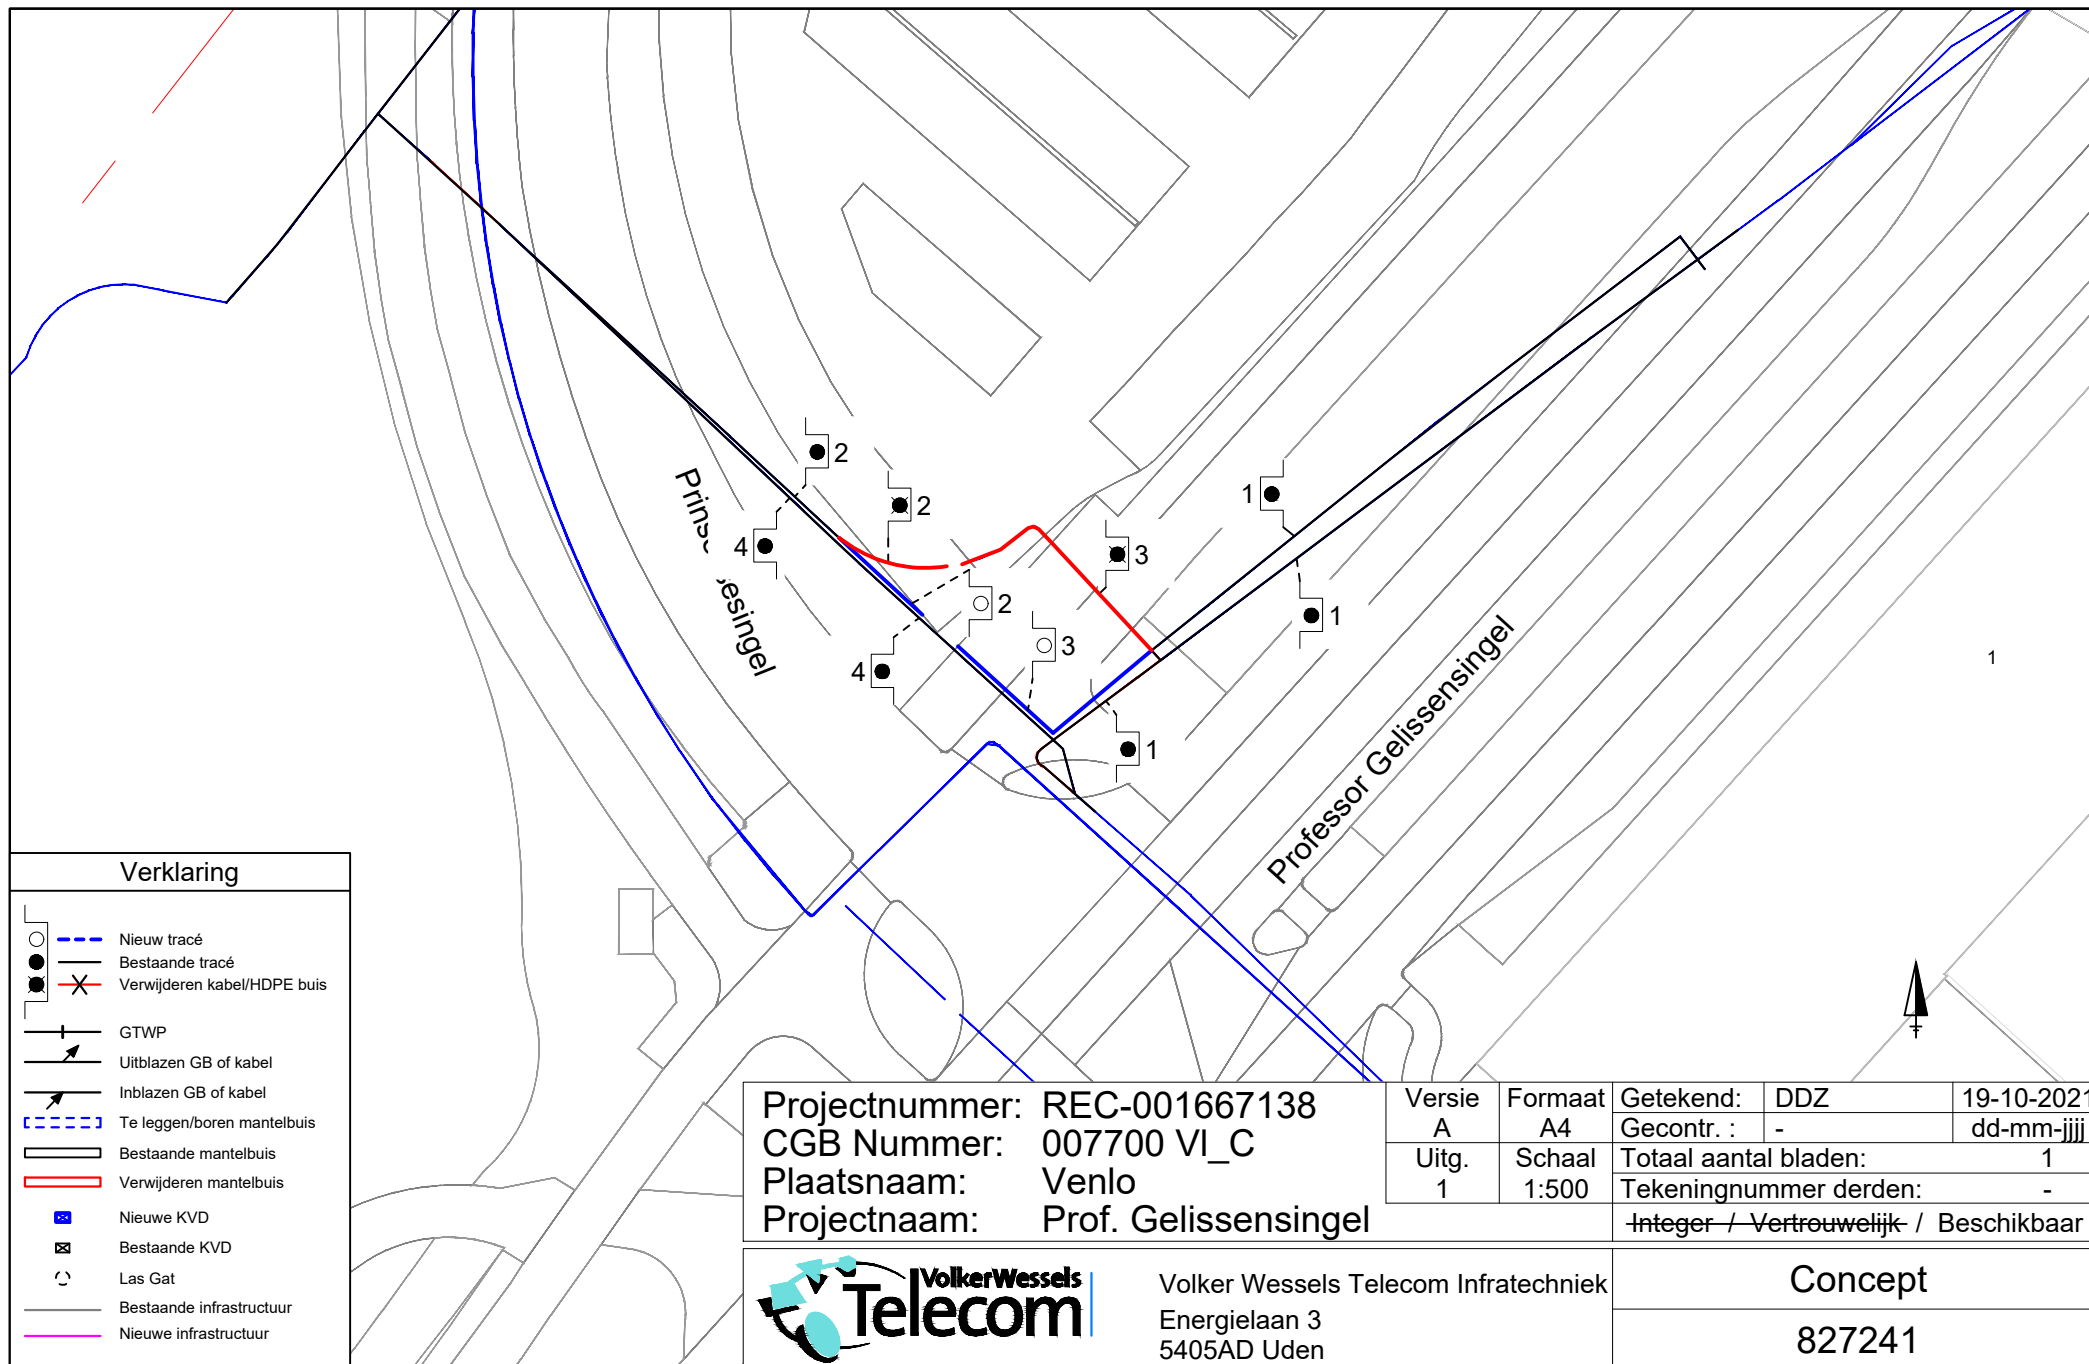 2
2
1
4
3
2
3
1
4
1
Prins
sesingel
Professor Gelissensingel
1
Verklaring
Nieuw tracé
Bestaande tracé
Verwijderen kabel/HDPE buis
GTWP
Uitblazen GB of kabel
Inblazen GB of kabel
Te leggen/boren mantelbuis
Bestaande mantelbuis
Verwijderen mantelbuis
Nieuwe KVD
Bestaande KVD
Las Gat
Bestaande infrastructuur
Nieuwe infrastructuur
Projectnummer: REC-001667138
CGB Nummer: 007700 VI_C
Plaatsnaam: Venlo
Projectnaam: Prof. Gelissensingel
Versie Formaat Getekend: DDZ 19-10-2021
A A4 Gecontr. : - dd-mm-jjjj
Uitg. Schaal Totaal aantal bladen: 1
1 1:500 Tekeningnummer derden: -
Integer / Vertrouwelijk / Beschikbaar
VolkerWessels
Telecom
Volker Wessels Telecom Infratechniek
Energielaan 3
5405AD Uden
Concept
827241